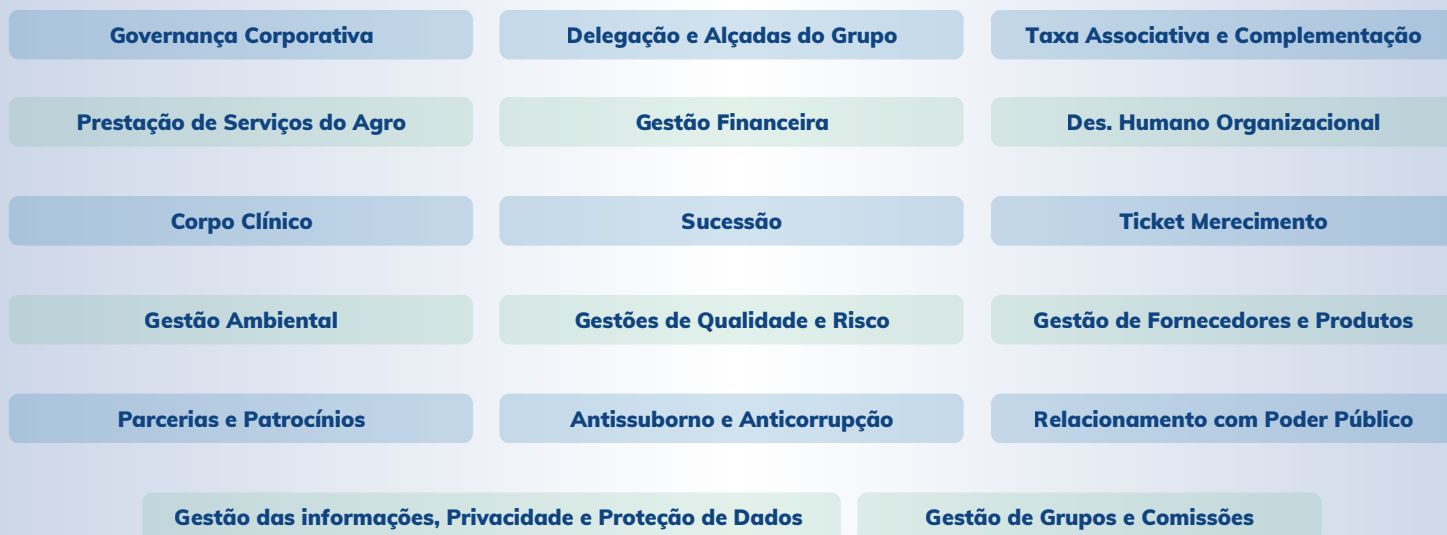 Governança Corporativa
Delegação e Alçadas do Grupo
Taxa Associativa e Complementação
Prestação de Serviços do Agro
Gestão Financeira
Des. Humano Organizacional
Corpo Clínico
Sucessão
Ticket Merecimento
Gestão Ambiental
Gestões de Qualidade e Risco
Gestão de Fornecedores e Produtos
Parcerias e Patrocínios
Antissuborno e Anticorrupção
Relacionamento com Poder Público
Gestão das informações, Privacidade e Proteção de Dados
Gestão de Grupos e Comissões